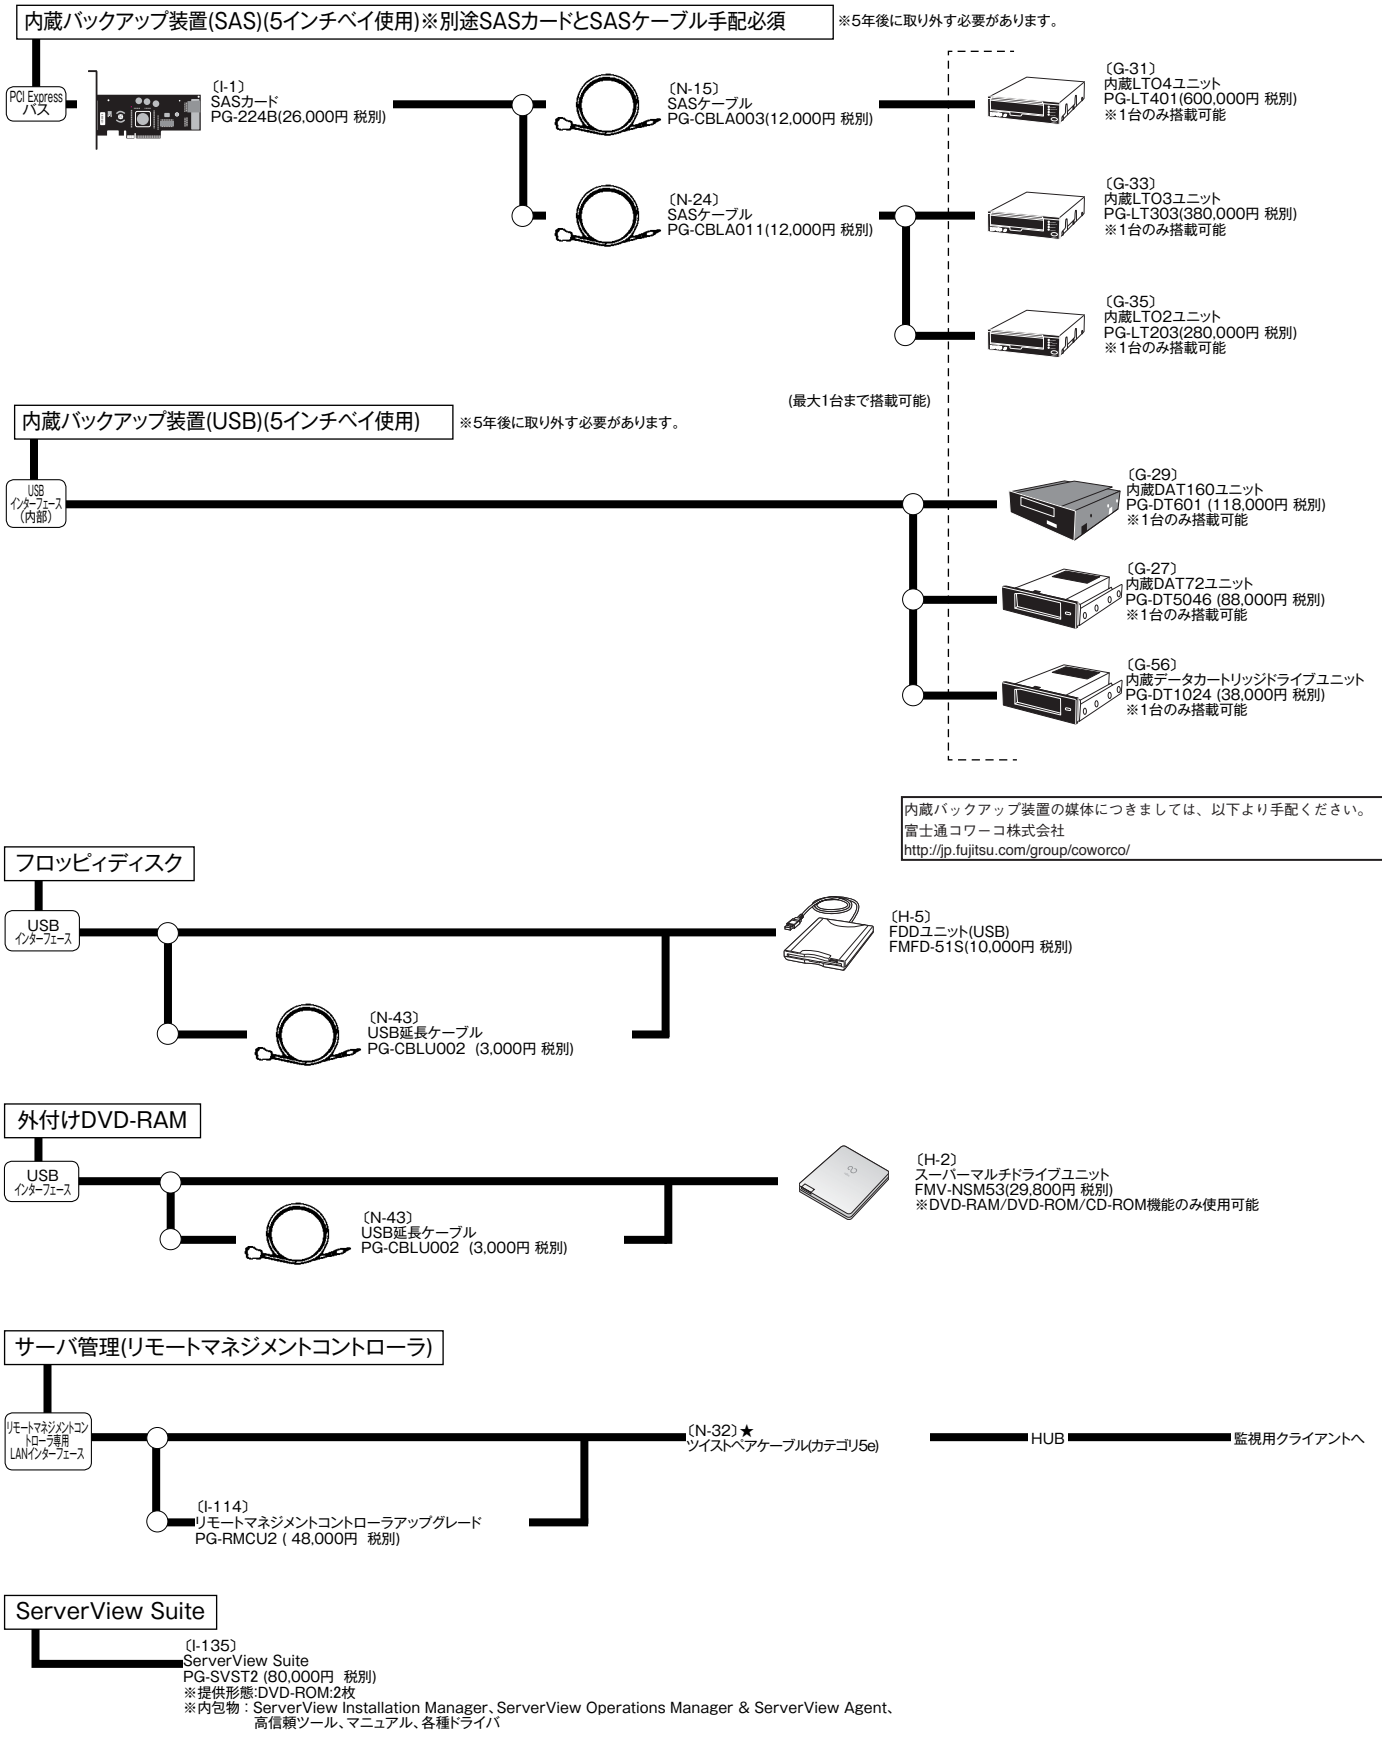 内蔵バックアップ装置(SAS)(5インチベイ使用)※別途SASカードとSASケーブル手配必須
※5年後に取り外す必要があります。
PCI Express
バス
〔I-1〕
SASカード
PG-224B(26,000円 税別)
〔N-15〕
SASケーブル
PG-CBLA003(12,000円 税別)
〔G-31〕
内蔵LTO4ユニット
PG-LT401(600,000円 税別)
※1台のみ搭載可能
〔N-24〕
SASケーブル
PG-CBLA011(12,000円 税別)
〔G-33〕
内蔵LTO3ユニット
PG-LT303(380,000円 税別)
※1台のみ搭載可能
〔G-35〕
内蔵LTO2ユニット
PG-LT203(280,000円 税別)
※1台のみ搭載可能
(最大1台まで搭載可能)
内蔵バックアップ装置(USB)(5インチベイ使用)
※5年後に取り外す必要があります。
USB
インターフェース
(内部)
〔G-29〕
内蔵DAT160ユニット
PG-DT601 (118,000円 税別)
※1台のみ搭載可能
〔G-27〕
内蔵DAT72ユニット
PG-DT5046 (88,000円 税別)
※1台のみ搭載可能
〔G-56〕
内蔵データカートリッジドライブユニット
PG-DT1024 (38,000円 税別)
※1台のみ搭載可能
内蔵バックアップ装置の媒体につきましては、以下より手配ください。
富士通コワーコ株式会社
http://jp.fujitsu.com/group/coworco/
フロッピィディスク
USB
インターフェース
〔H-5〕
FDDユニット(USB)
FMFD-51S(10,000円 税別)
〔N-43〕
USB延長ケーブル
PG-CBLU002 (3,000円 税別)
外付けDVD-RAM
USB
インターフェース
〔H-2〕
スーパーマルチドライブユニット
FMV-NSM53(29,800円 税別)
※DVD-RAM/DVD-ROM/CD-ROM機能のみ使用可能
〔N-43〕
USB延長ケーブル
PG-CBLU002 (3,000円 税別)
サーバ管理(リモートマネジメントコントローラ)
リモートマネジメントコン
トローラ専用
LANインターフェース
〔N-32〕★
ツイストペアケーブル(カテゴリ5e)
HUB
監視用クライアントへ
〔I-114〕
リモートマネジメントコントローラアップグレード
PG-RMCU2 ( 48,000円 税別)
ServerView Suite
〔I-135〕
ServerView Suite
PG-SVST2 (80,000円 税別)
※提供形態:DVD-ROM:2枚
※内包物：ServerView Installation Manager、ServerView Operations Manager & ServerView Agent、
高信頼ツール、マニュアル、各種ドライバ